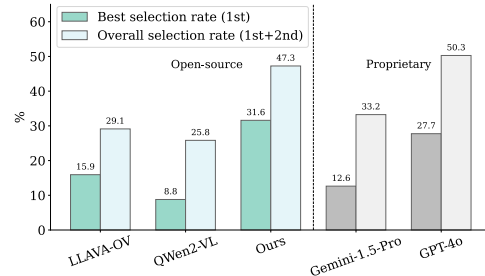 Best selection rate (1st)
Overall selection rate (1st+2nd)
Open-source
Proprietary
%
60
50
40
30
20
10
0
15.9
29.1
8.8
25.8
31.6
47.3
12.6
33.2
27.7
50.3
LLAVA-OV
QWen2-VL
Ours
Gemini-1.5-Pro
GPT-4o